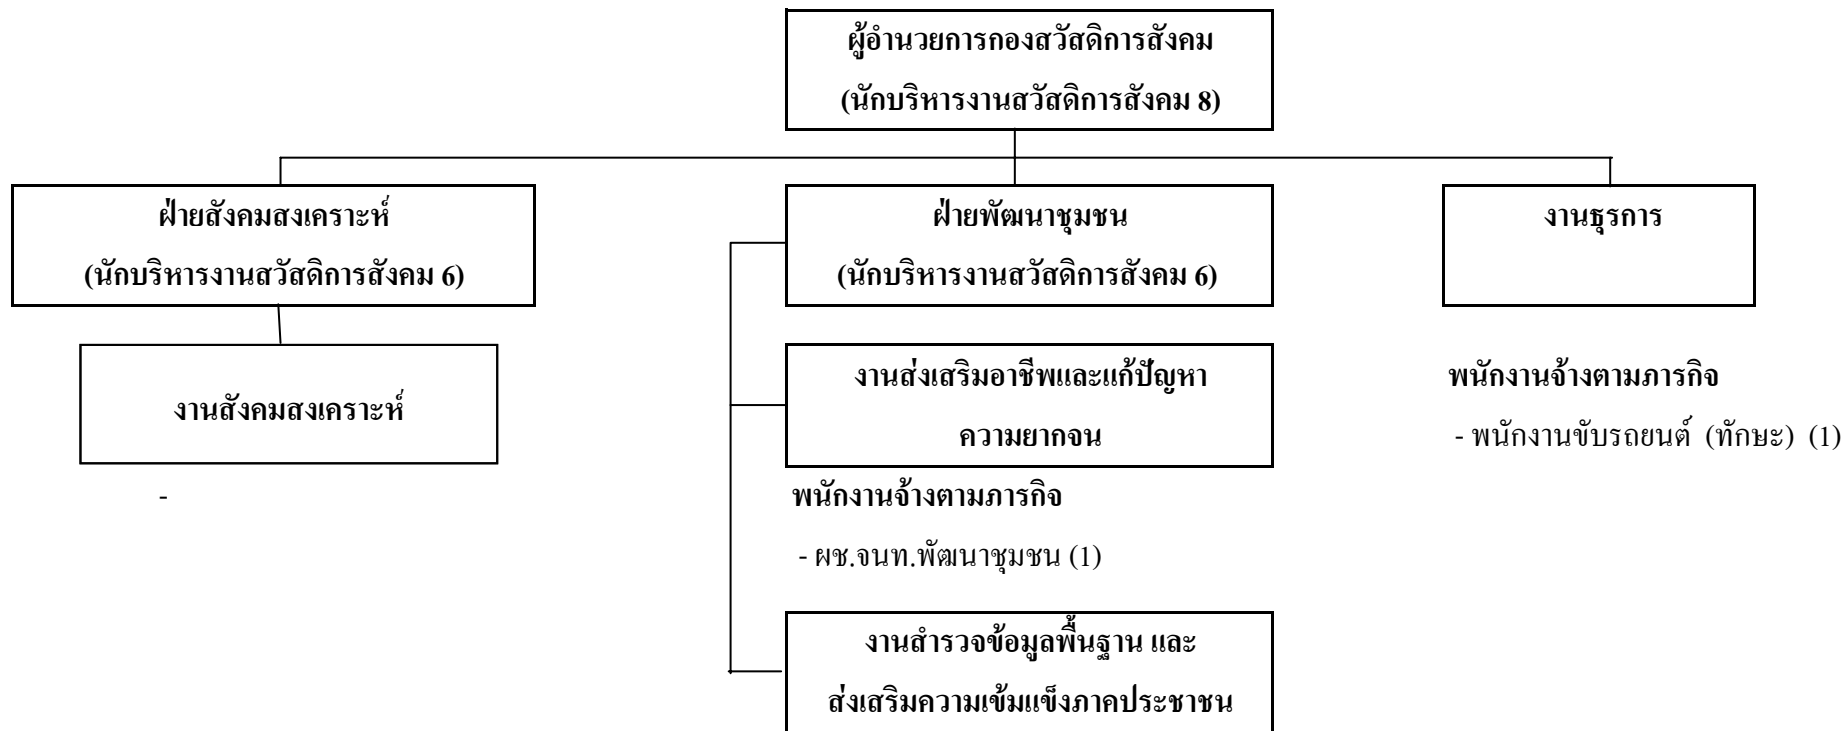 ผู้อำนวยการกองสวัสดิการสังคม
(นักบริหารงานสวัสดิการสังคม 8)
ฝ่ายสังคมสงเคราะห์
(นักบริหารงานสวัสดิการสังคม 6)
งานสังคมสงเคราะห์
-
ฝ่ายพัฒนาชุมชน
(นักบริหารงานสวัสดิการสังคม 6)
งานส่งเสริมอาชีพและแก้ปัญหา
ความยากจน
พนักงานจ้างตามภารกิจ
- ผช.จนท.พัฒนาชุมชน (1)
งานสำรวจข้อมูลพื้นฐาน และ
ส่งเสริมความเข้มแข็งภาคประชาชน
งานธุรการ
พนักงานจ้างตามภารกิจ
- พนักงานขับรถยนต์ (ทักษะ) (1)